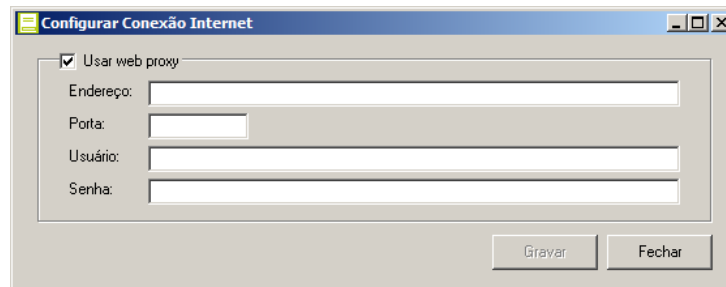 Configurar Conexão Internet
Usar web proxy
Endereço:
Porta:
Usuário:
Senha:
Gravar Fechar